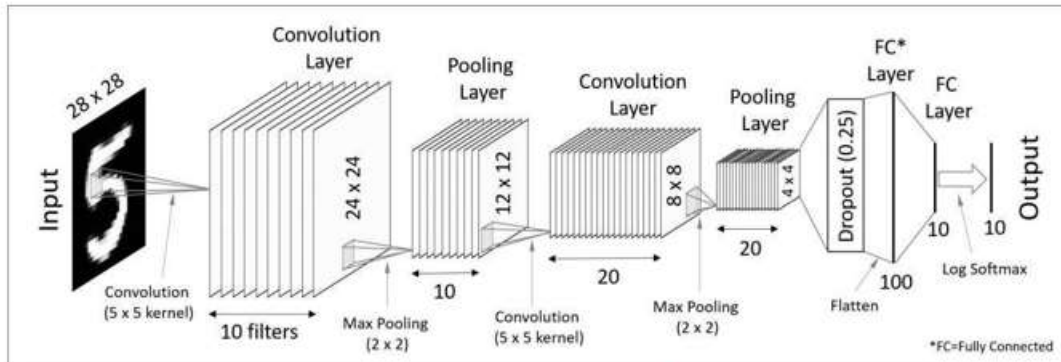 Input
28 x 28
Convolution
(5 x 5 kernel)
Convolution
Layer
24 x 24
10 filters
Max Pooling
(2 x 2)
Pooling
Layer
12 x 12
10
Convolution
(5 x 5 kernel)
Convolution
Layer
8 x 8
20
Max Pooling
(2 x 2)
Pooling
Layer
4 x 4
20
Dropout (0.25)
Flatten
FC*
Layer
100
FC
Layer
10
Log Softmax
10
Output
*FC=Fully Connected